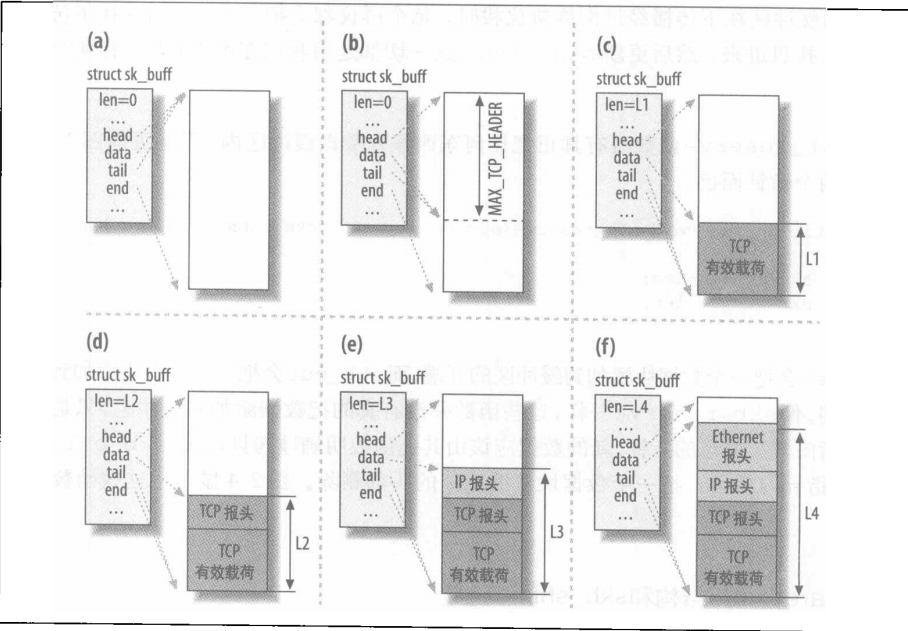 (a)
struct sk_buff
len=0
...
head
data
tail
end
...
(b)
struct sk_buff
len=0
...
head
data
tail
end
...
MAX_TCP_HEADER
(c)
struct sk_buff
len=L1
...
head
data
tail
end
...
TCP
有效载荷
L1
(d)
struct sk_buff
len=L2
...
head
data
tail
end
...
TCP 报头
TCP
有效载荷
L2
(e)
struct sk_buff
len=L3
...
head
data
tail
end
...
IP 报头
TCP 报头
TCP
有效载荷
L3
(f)
struct sk_buff
len=L4
...
head
data
tail
end
...
Ethernet
报头
IP 报头
TCP 报头
TCP
有效载荷
L4